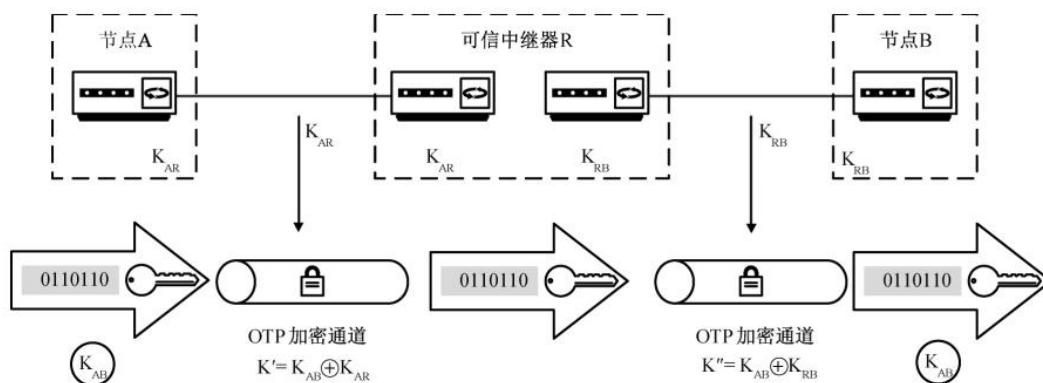 节点A
可信中继器R
节点B
K_AR
K_RB
K_AR
K_AR
K_RB
K_RB
0110110
0110110
0110110
OTP 加密通道
OTP 加密通道
K_AB
K′= K_AB⊕K_AR
K″= K_AB⊕K_RB
K_AB